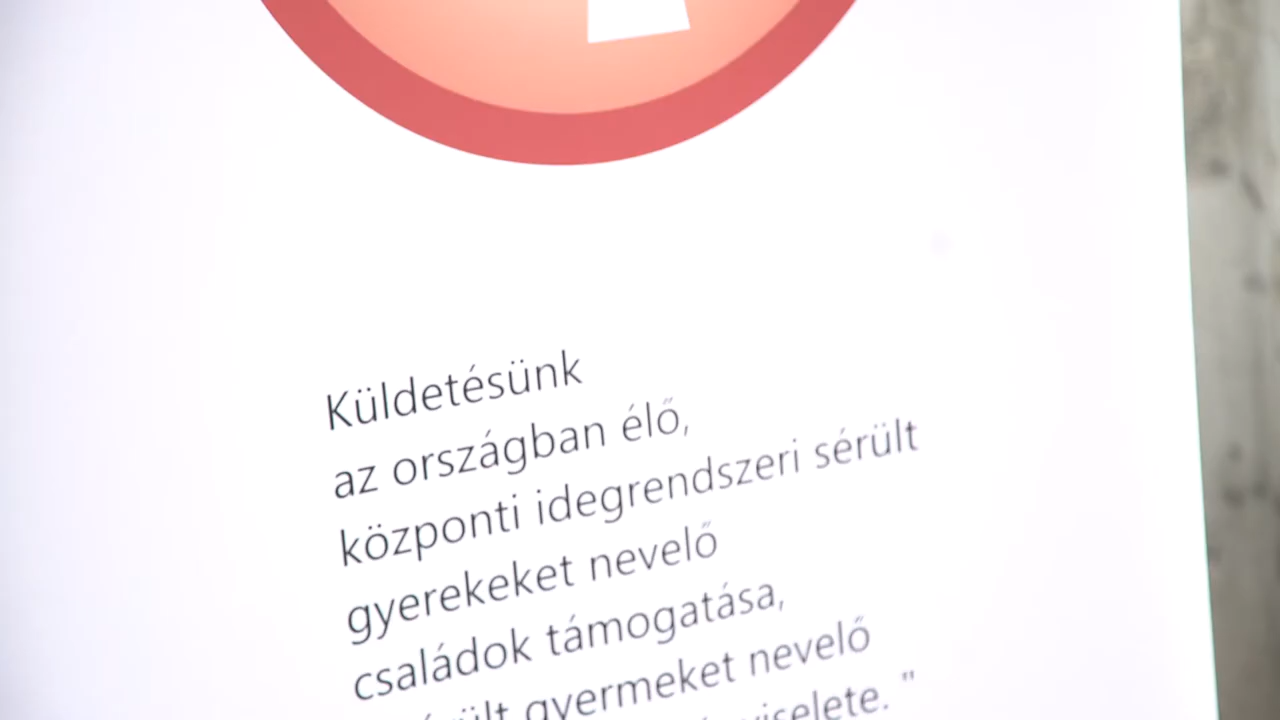 Küldetésünk
az országban élő,
központi idegrendszeri sérült
gyerekeket nevelő
családok támogatása,
gyermeket nevelő
"